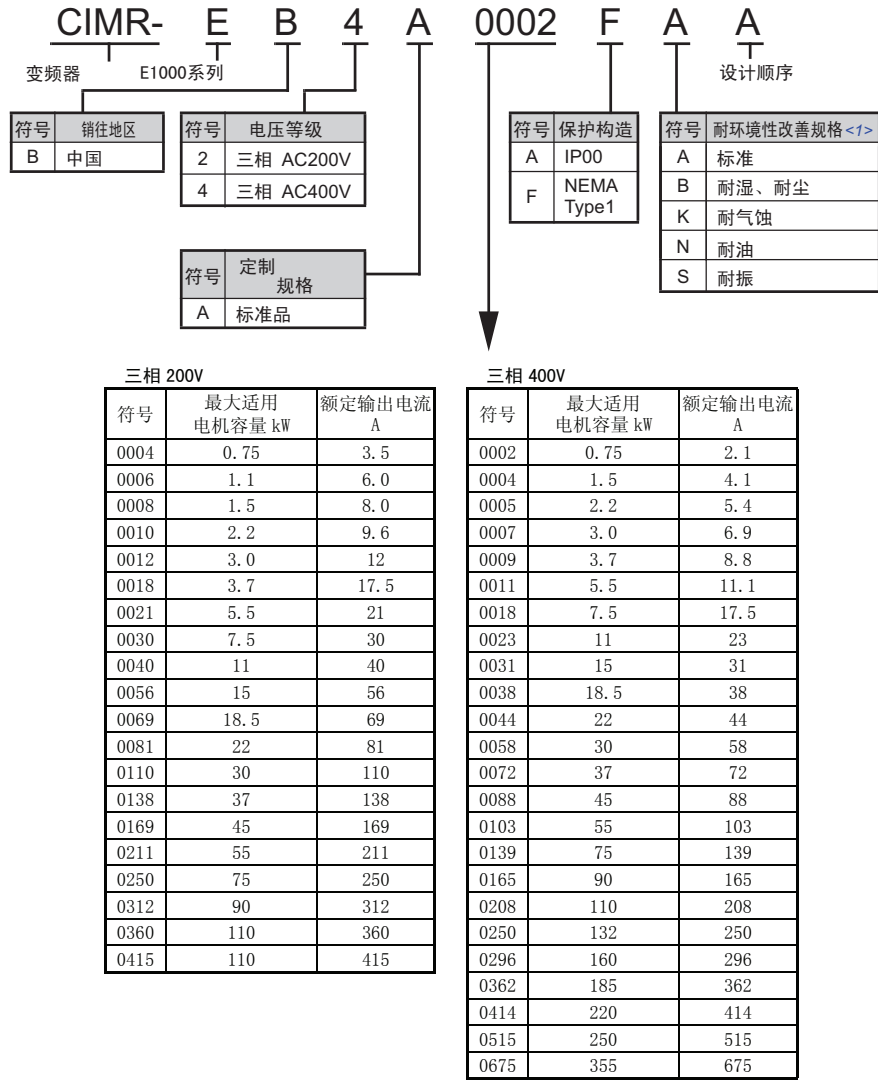 CIMR- E B 4 A 0002 F A A
变频器 E1000系列 设计顺序
符号 销往地区
B 中国
符号 电压等级
2 三相 AC200V
4 三相 AC400V
符号 保护构造
A IP00
F NEMA
Type1
符号 耐环境性改善规格<1>
A 标准
B 耐湿、耐尘
K 耐气蚀
N 耐油
S 耐振
符号 定制
规格
A 标准品
三相 200V
符号 最大适用
电机容量 kW 额定输出电流
A
0004 0.75 3.5
0006 1.1 6.0
0008 1.5 8.0
0010 2.2 9.6
0012 3.0 12
0018 3.7 17.5
0021 5.5 21
0030 7.5 30
0040 11 40
0056 15 56
0069 18.5 69
0081 22 81
0110 30 110
0138 37 138
0169 45 169
0211 55 211
0250 75 250
0312 90 312
0360 110 360
0415 110 415
三相 400V
符号 最大适用
电机容量 kW 额定输出电流
A
0002 0.75 2.1
0004 1.5 4.1
0005 2.2 5.4
0007 3.0 6.9
0009 3.7 8.8
0011 5.5 11.1
0018 7.5 17.5
0023 11 23
0031 15 31
0038 18.5 38
0044 22 44
0058 30 58
0072 37 72
0088 45 88
0103 55 103
0139 75 139
0165 90 165
0208 110 208
0250 132 250
0296 160 296
0362 185 362
0414 220 414
0515 250 515
0675 355 675